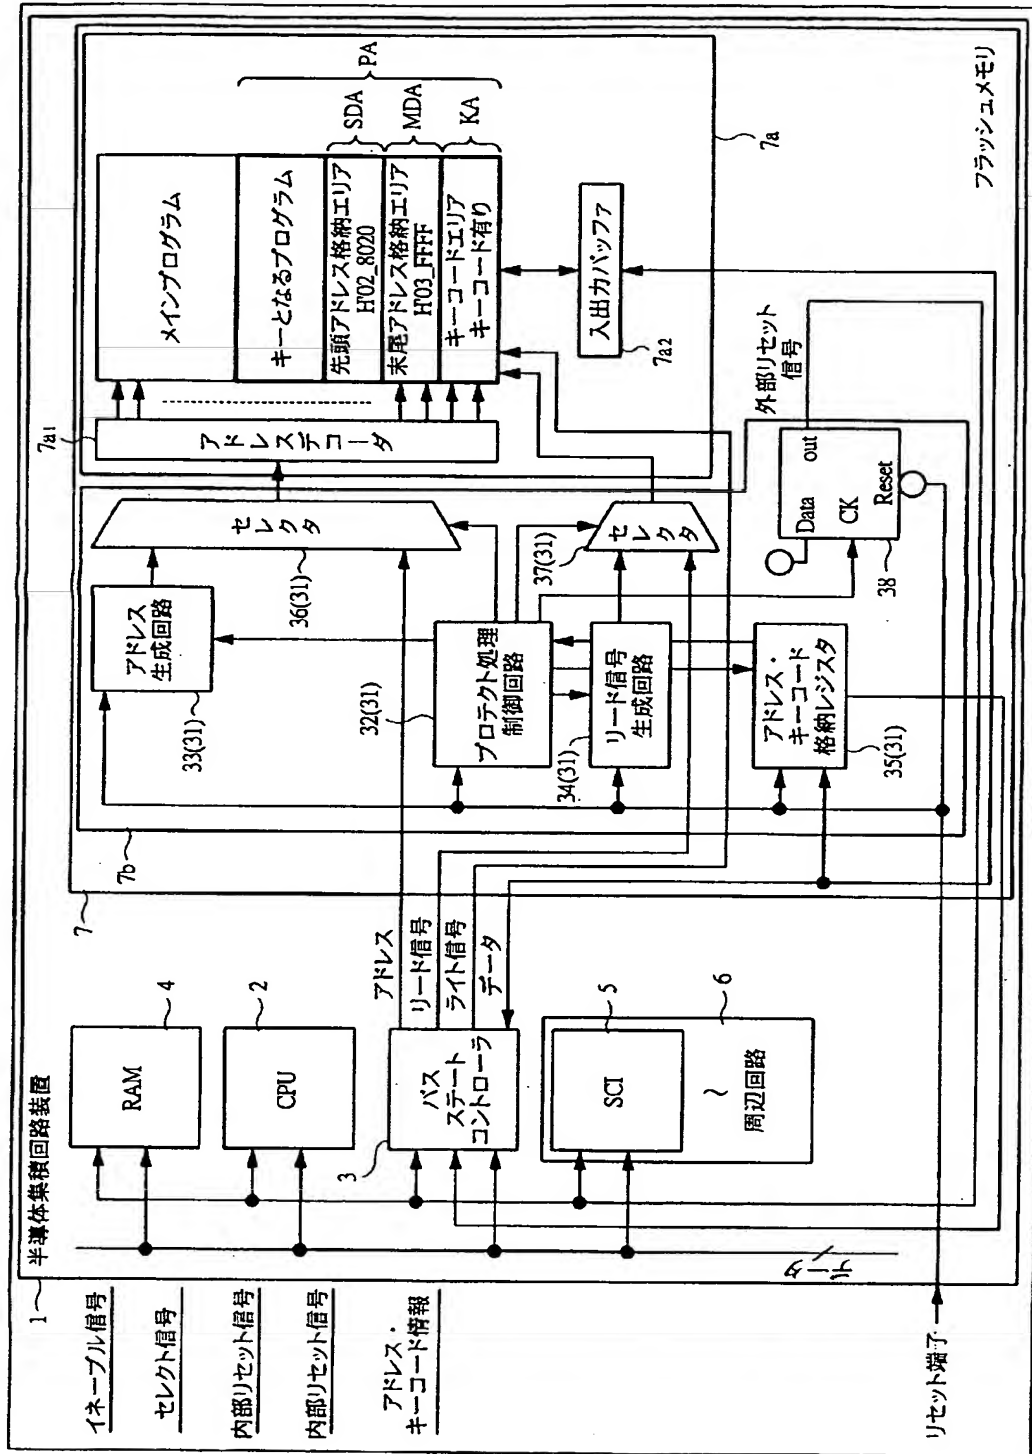 1
半導体集積回路装置
イネーブル信号
セレクト信号
内部リセット信号
内部リセット信号
アドレス・
キーコード情報
リセット端子
データ
RAM
4
CPU
2
バス
ステート
コントローラ
3
SCI
5
〜
周辺回路
6
アドレス
リード信号
ライト信号
データ
7
7b
アドレス
生成回路
33(31)
セレクタ
36(31)
プロテクト処理
制御回路
32(31)
セレクタ
37(31)
リード信号
生成回路
34(31)
アドレス・
キーコード
格納レジスタ
35(31)
Data
out
CK
Reset
38
外部リセット
信号
7a1
アドレスデコーダ
メインプログラム
キーとなるプログラム
先頭アドレス格納エリア
H'02_8020
末尾アドレス格納エリア
H'03_FFFF
キーコードエリア
キーコード有り
SDA
MDA
KA
PA
入出力バッファ
7a2
7a
フラッシュメモリ